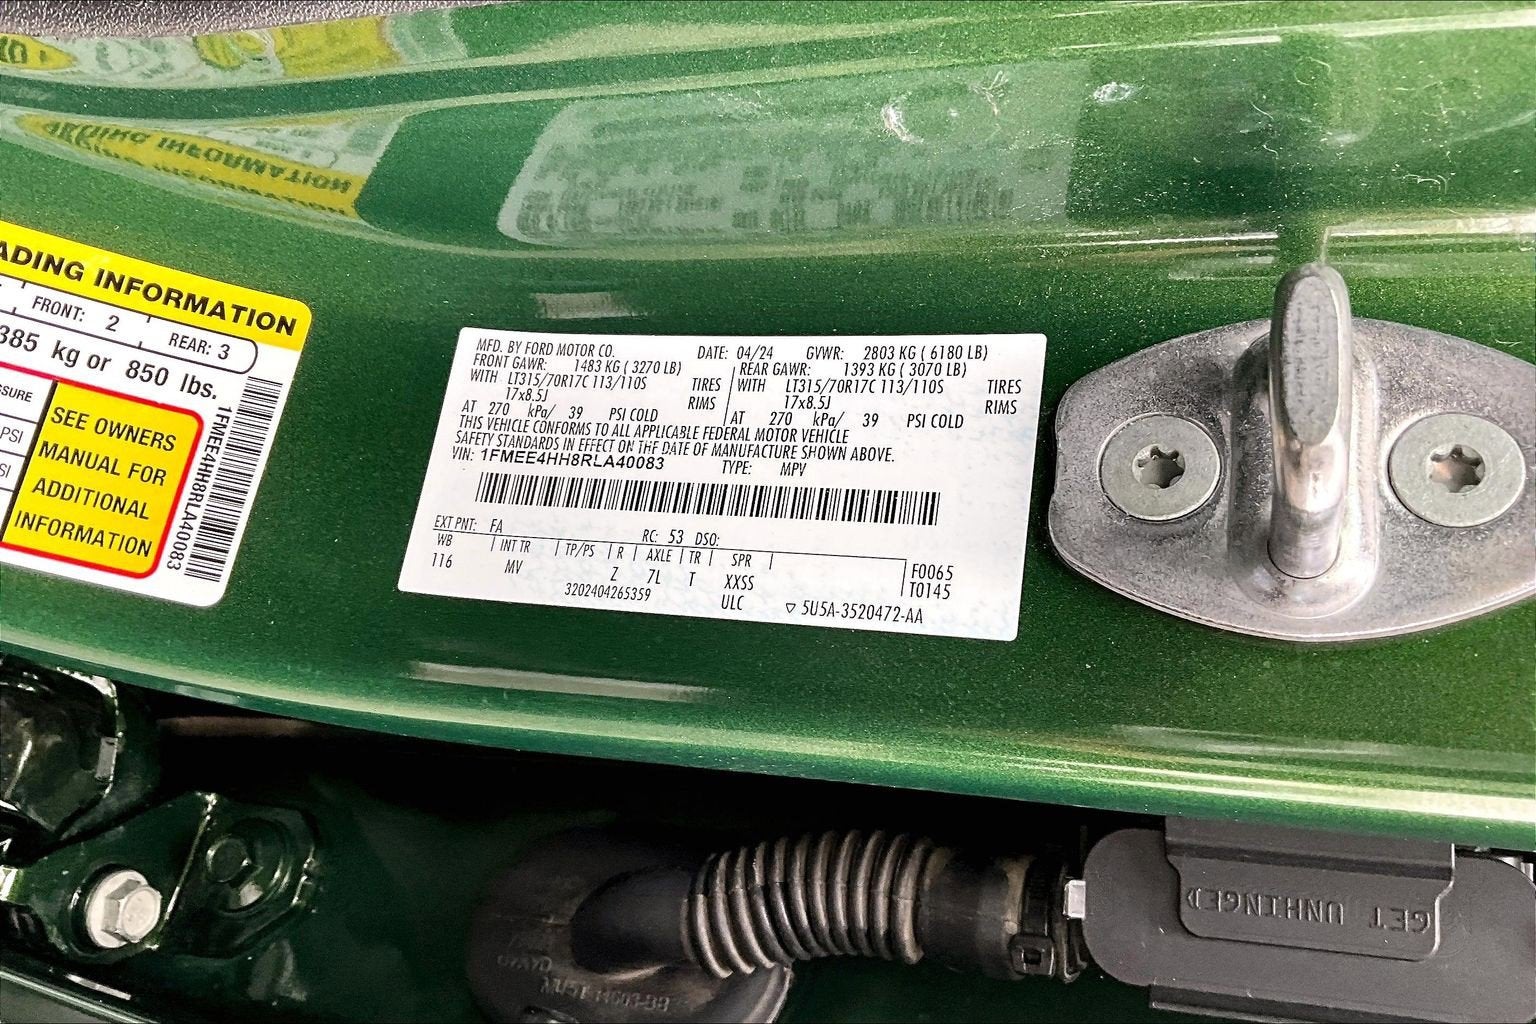 ADING INFORMATION
FRONT: 2 REAR: 3
385 kg or 850 lbs.
SSURE
PSI
SI
SEE OWNERS
MANUAL FOR
ADDITIONAL
INFORMATION
1FMEE4HH8RLA40083
MFD. BY FORD MOTOR CO. DATE: 04/24 GVWR: 2803 KG ( 6180 LB)
FRONT GAWR: 1483 KG ( 3270 LB) REAR GAWR: 1393 KG ( 3070 LB)
WITH LT315/70R17C 113/110S TIRES WITH LT315/70R17C 113/110S TIRES
17x8.5J RIMS 17x8.5J RIMS
AT 270 kPa/ 39 PSI COLD AT 270 kPa/ 39 PSI COLD
THIS VEHICLE CONFORMS TO ALL APPLICABLE FEDERAL MOTOR VEHICLE
SAFETY STANDARDS IN EFFECT ON THE DATE OF MANUFACTURE SHOWN ABOVE.
VIN: 1FMEE4HH8RLA40083 TYPE: MPV
EXT PNT: FA RC: 53 DSO:
WB INT TR TP/PS R AXLE TR SPR
116 MV Z 7L T XXSS F0065
T0145
3202404265359 ULC ▽ 5U5A-3520472-AA
GET UNHINGED